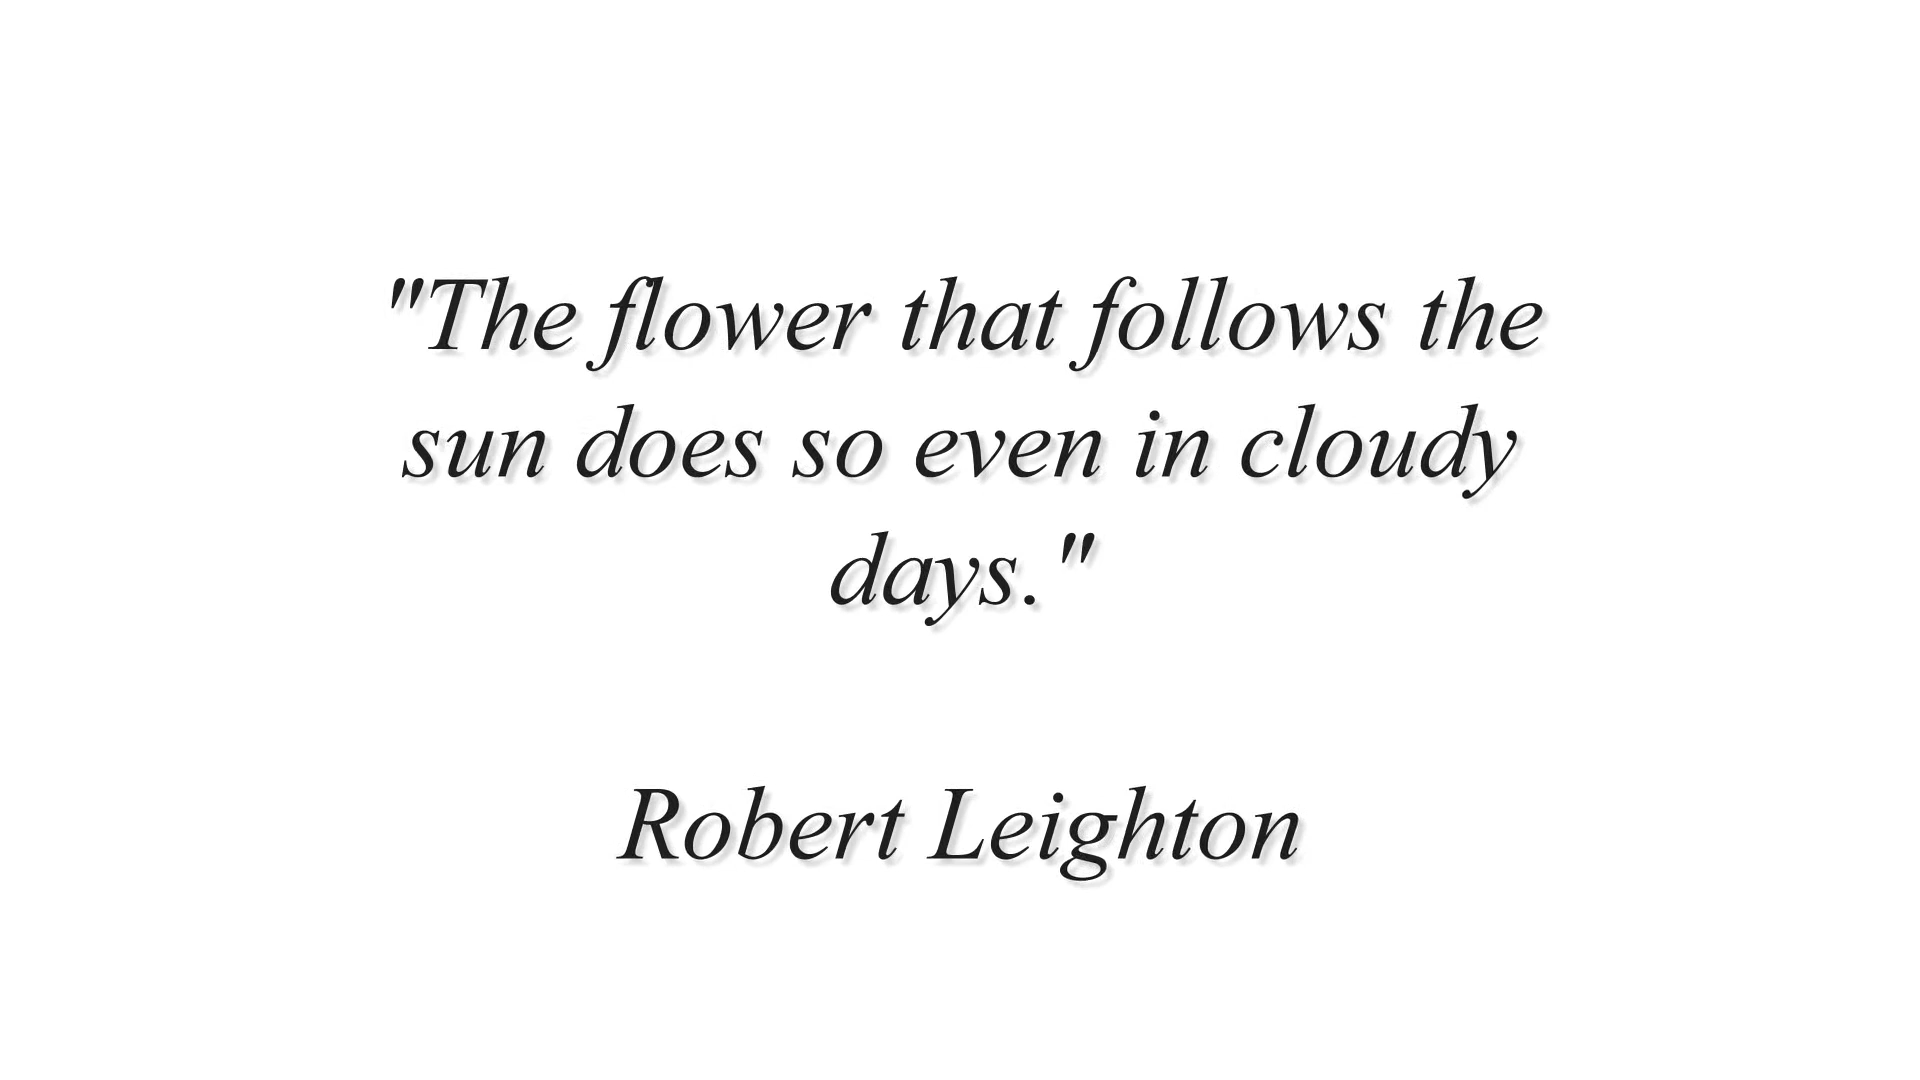 "The flower that follows the
sun does so even in cloudy
days."
Robert Leighton